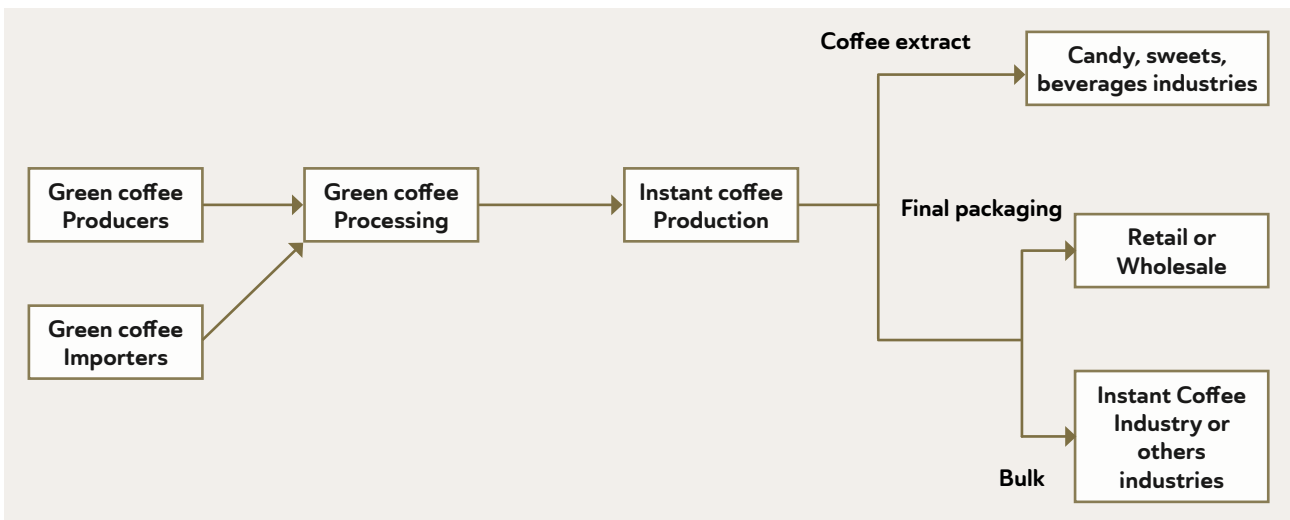 Coffee extract
Candy, sweets,
beverages industries
Green coffee
Producers
Green coffee
Processing
Instant coffee
Production
Final packaging
Retail or
Wholesale
Green coffee
Importers
Instant Coffee
Industry or
others
industries
Bulk